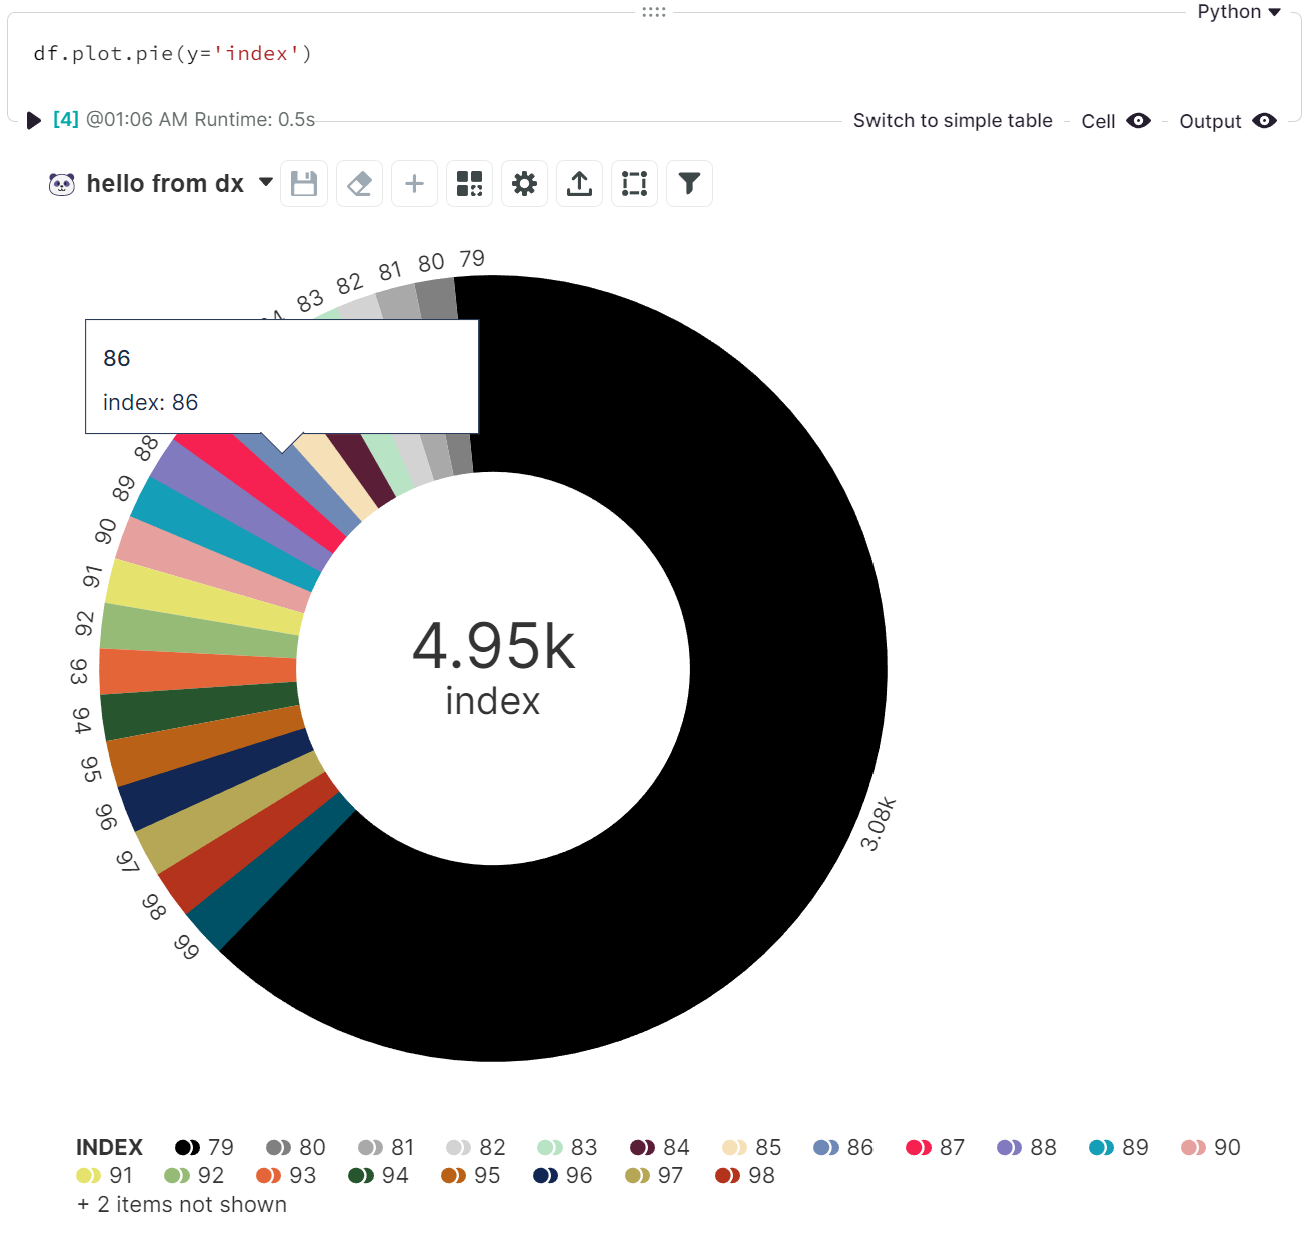 Python
df.plot.pie(y='index')
[4] @01:06 AM Runtime: 0.5s
Switch to simple table
Cell
Output
hello from dx
79
80
81
82
83
86
index: 86
88
89
90
91
92
93
94
95
96
97
98
99
4.95k
index
3.08k
INDEX 79 80 81 82 83 84 85 86 87 88 89 90
91 92 93 94 95 96 97 98
+ 2 items not shown